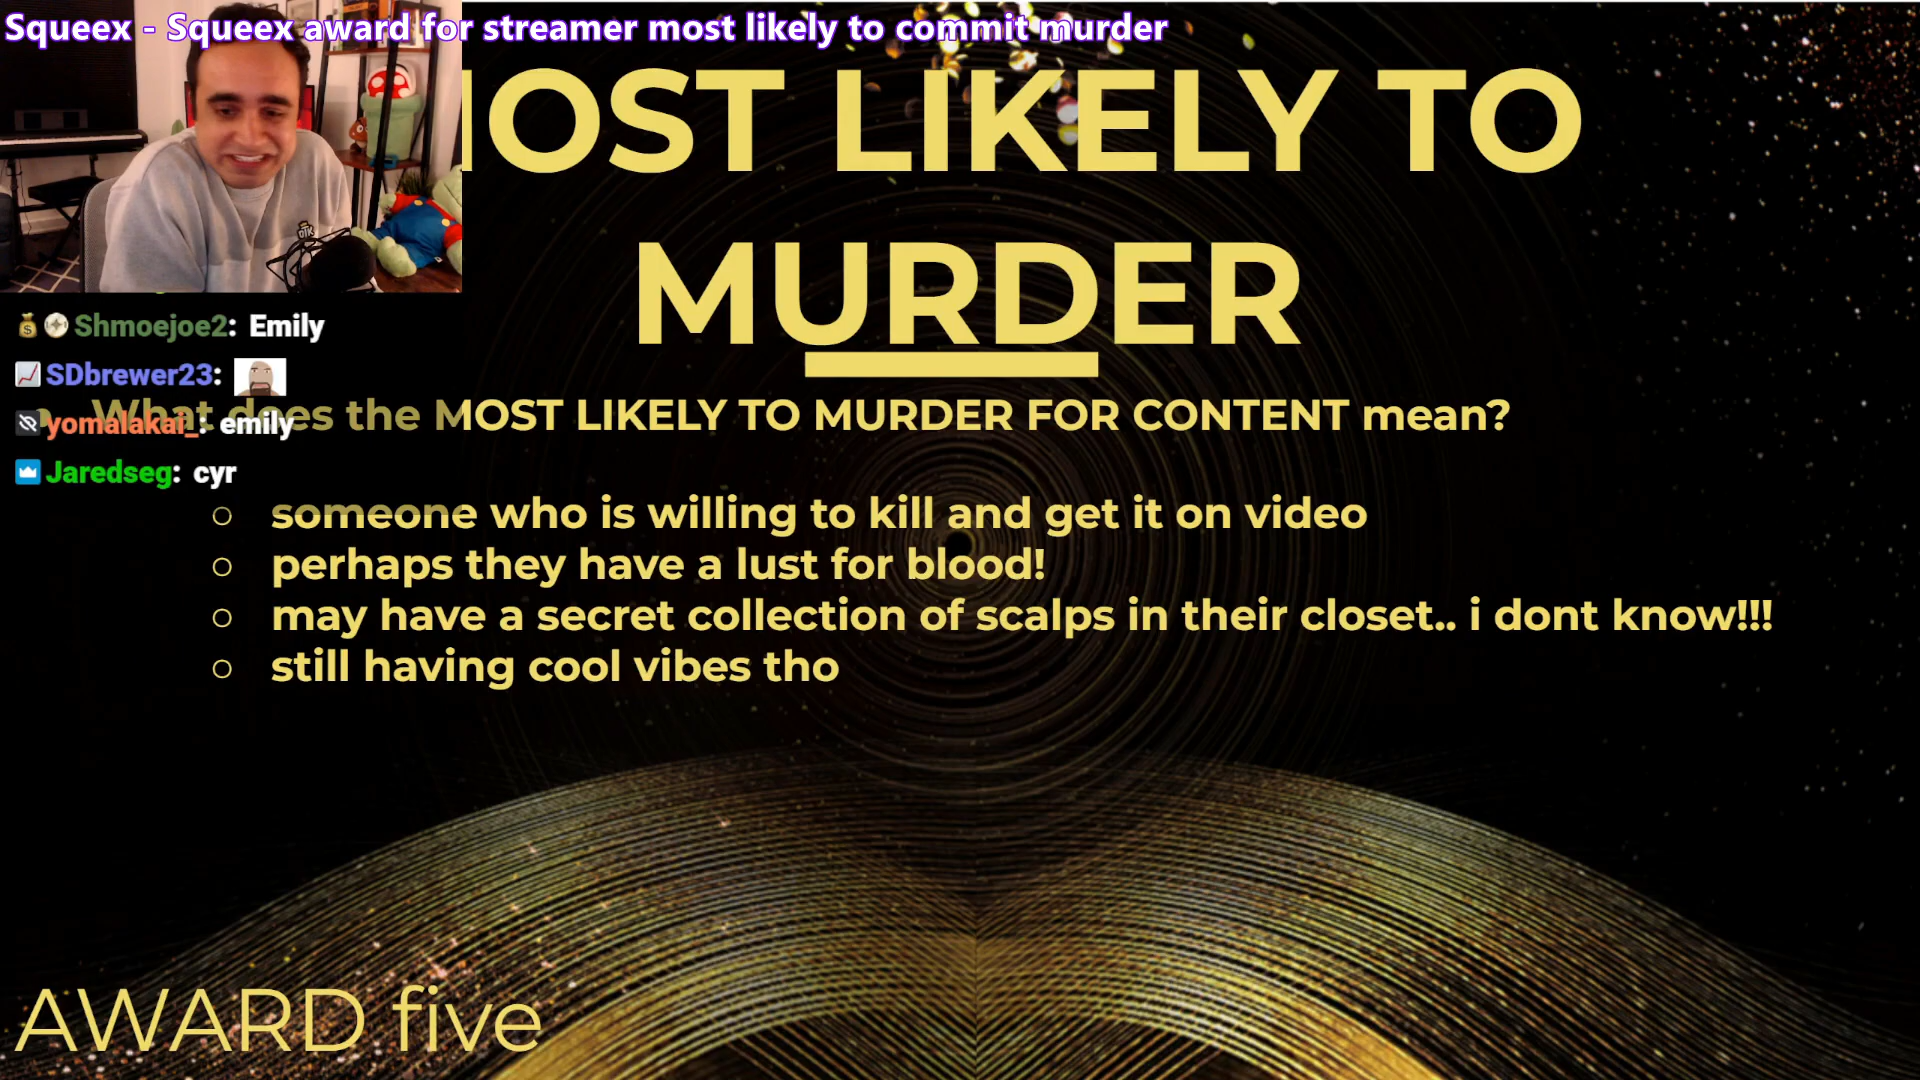 Squeex - Squeex award for streamer most likely to commit murder
MOST LIKELY TO
MURDER
Shmoejoe2: Emily
SDbrewer23:
What does the MOST LIKELY TO MURDER FOR CONTENT mean?
yomalakai_: emily
Jaredseg: cyr
someone who is willing to kill and get it on video
perhaps they have a lust for blood!
may have a secret collection of scalps in their closet.. i dont know!!!
still having cool vibes tho
AWARD five